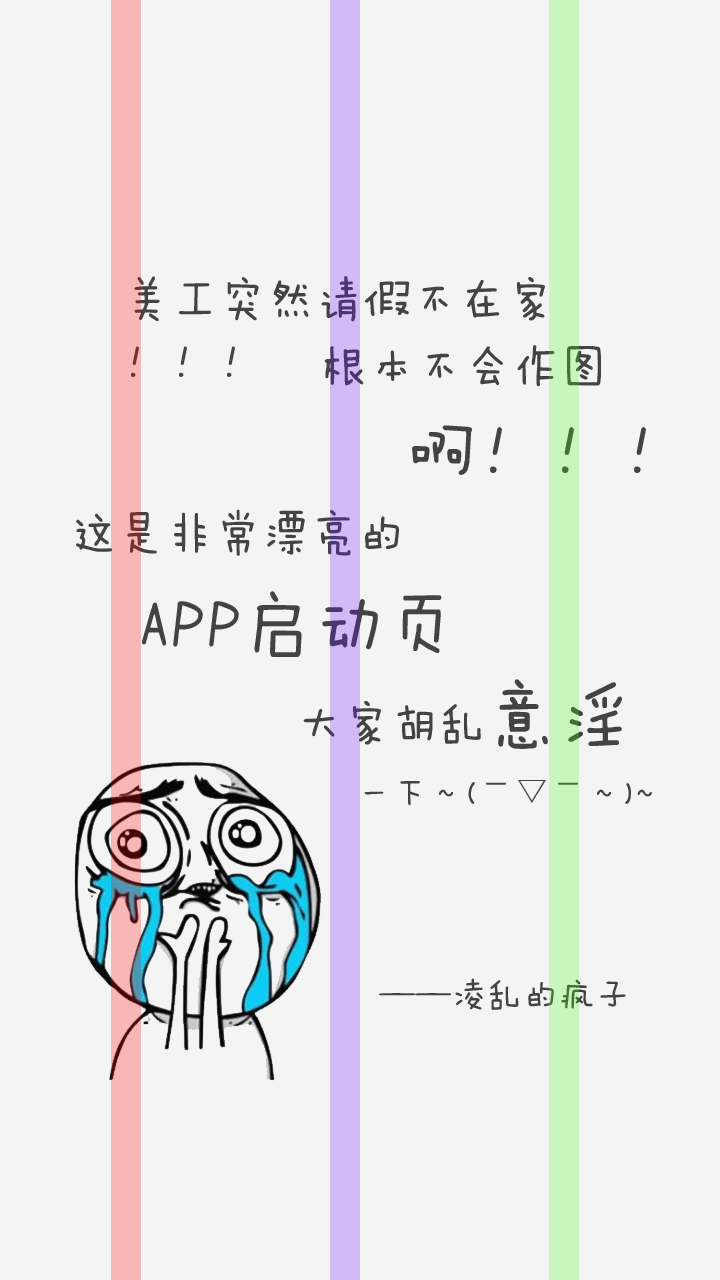 美工突然请假不在家
！！！ 根本不会作图
啊！！！
这是非常漂亮的
APP启动页
大家胡乱意淫
一下~(￣▽￣~)~
——凌乱的疯子